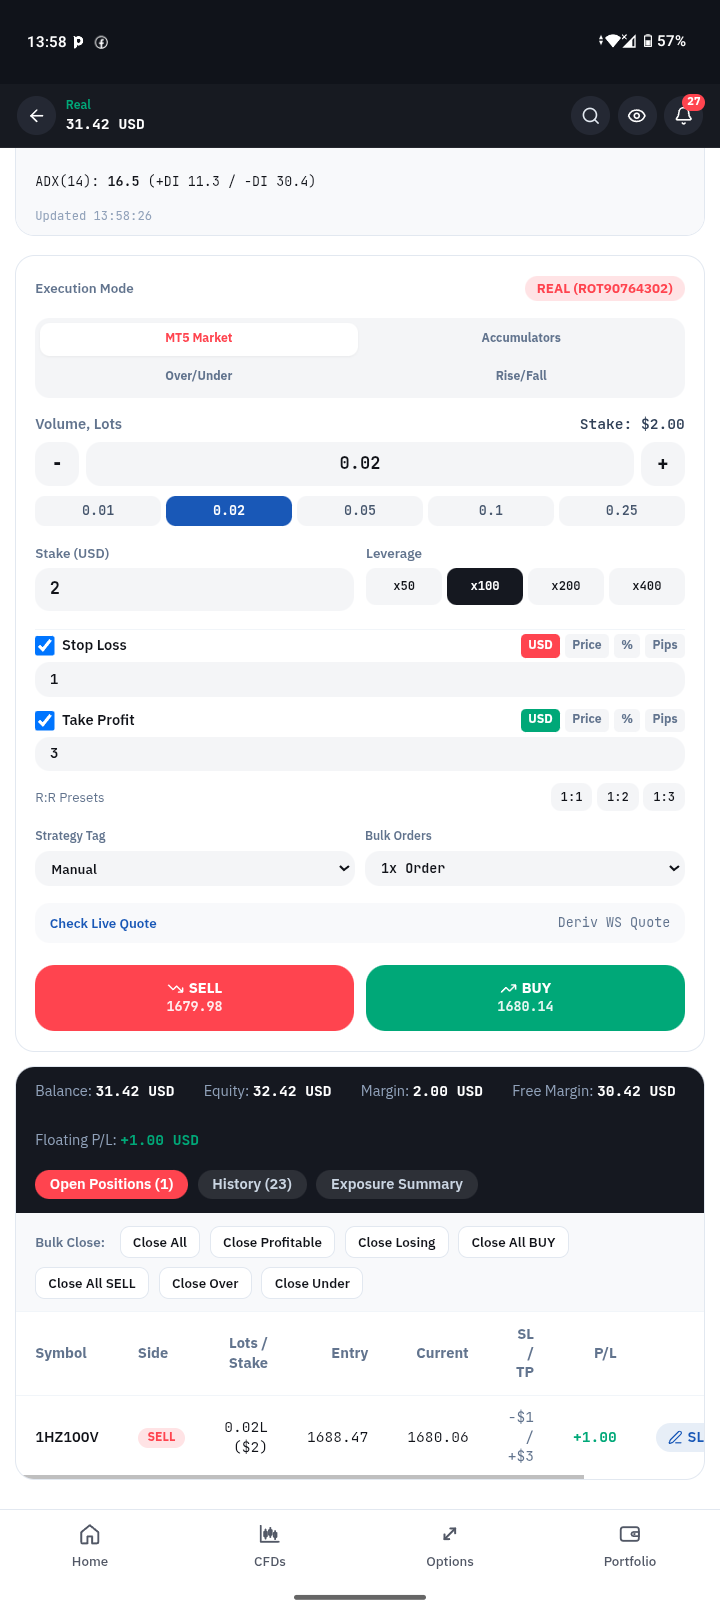 13:58
57%
Real
31.42 USD
27
ADX(14): 16.5 (+DI 11.3 / -DI 30.4)
Updated 13:58:26
Execution Mode
REAL (ROT90764302)
MT5 Market
Accumulators
Over/Under
Rise/Fall
Volume, Lots
Stake: $2.00
-
0.02
+
0.01
0.02
0.05
0.1
0.25
Stake (USD)
Leverage
2
x50
x100
x200
x400
Stop Loss
USD
Price
%
Pips
1
Take Profit
USD
Price
%
Pips
3
R:R Presets
1:1
1:2
1:3
Strategy Tag
Bulk Orders
Manual
1x Order
Check Live Quote
Deriv WS Quote
SELL
1679.98
BUY
1680.14
Balance: 31.42 USD
Equity: 32.42 USD
Margin: 2.00 USD
Free Margin: 30.42 USD
Floating P/L: +1.00 USD
Open Positions (1)
History (23)
Exposure Summary
Bulk Close:
Close All
Close Profitable
Close Losing
Close All BUY
Close All SELL
Close Over
Close Under
Symbol
Side
Lots /
Stake
Entry
Current
SL
/
TP
P/L
1HZ100V
SELL
0.02L
($2)
1688.47
1680.06
-$1
/
+$3
+1.00
SL
Home
CFDs
Options
Portfolio